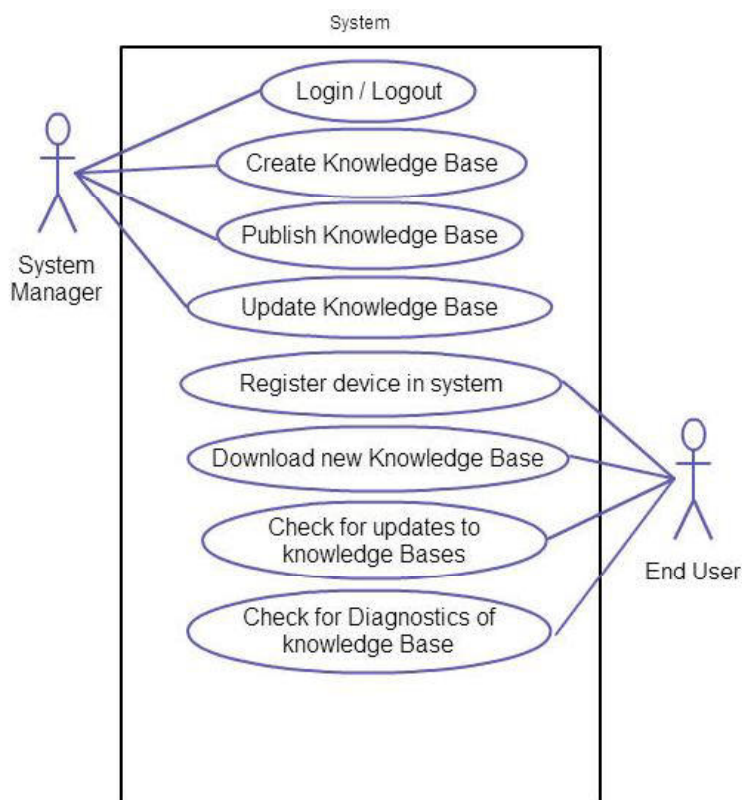 System
Login / Logout
Create Knowledge Base
Publish Knowledge Base
System
Manager
Update Knowledge Base
Register device in system
Download new Knowledge Base
Check for updates to
knowledge Bases
End User
Check for Diagnostics of
knowledge Base